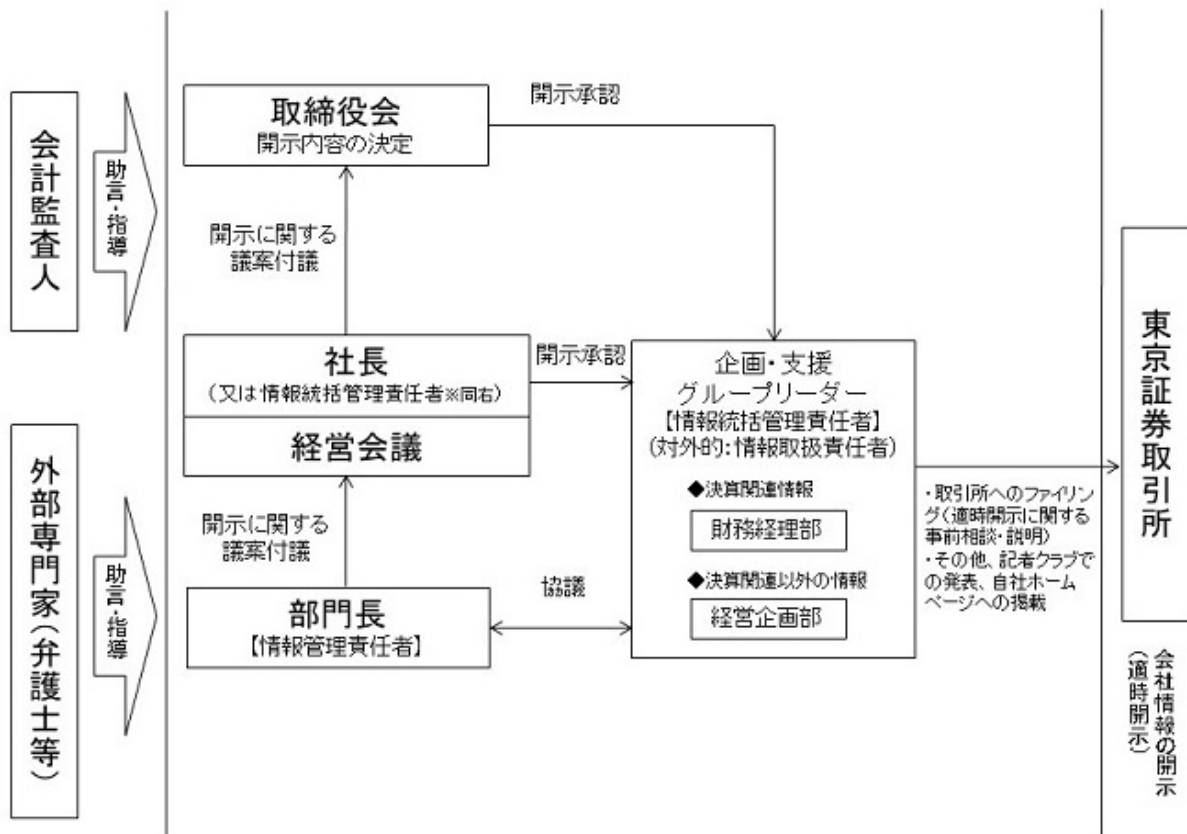 会計監査人
助言・指導
外部専門家(弁護士等)
助言・指導
取締役会
開示内容の決定
開示承認
開示に関する
議案付議
社長
(又は情報統括管理責任者※同右)
経営会議
開示承認
開示に関する
議案付議
部門長
【情報管理責任者】
協議
企画・支援
グループリーダー
【情報統括管理責任者】
(対外的:情報取扱責任者)
◆決算関連情報
財務経理部
◆決算関連以外の情報
経営企画部
・取引所へのファイリン
グ(適時開示に関する
事前相談・説明)
・その他、記者クラブで
の発表、自社ホーム
ページへの掲載
東京証券取引所
会社情報の開示
(適時開示)